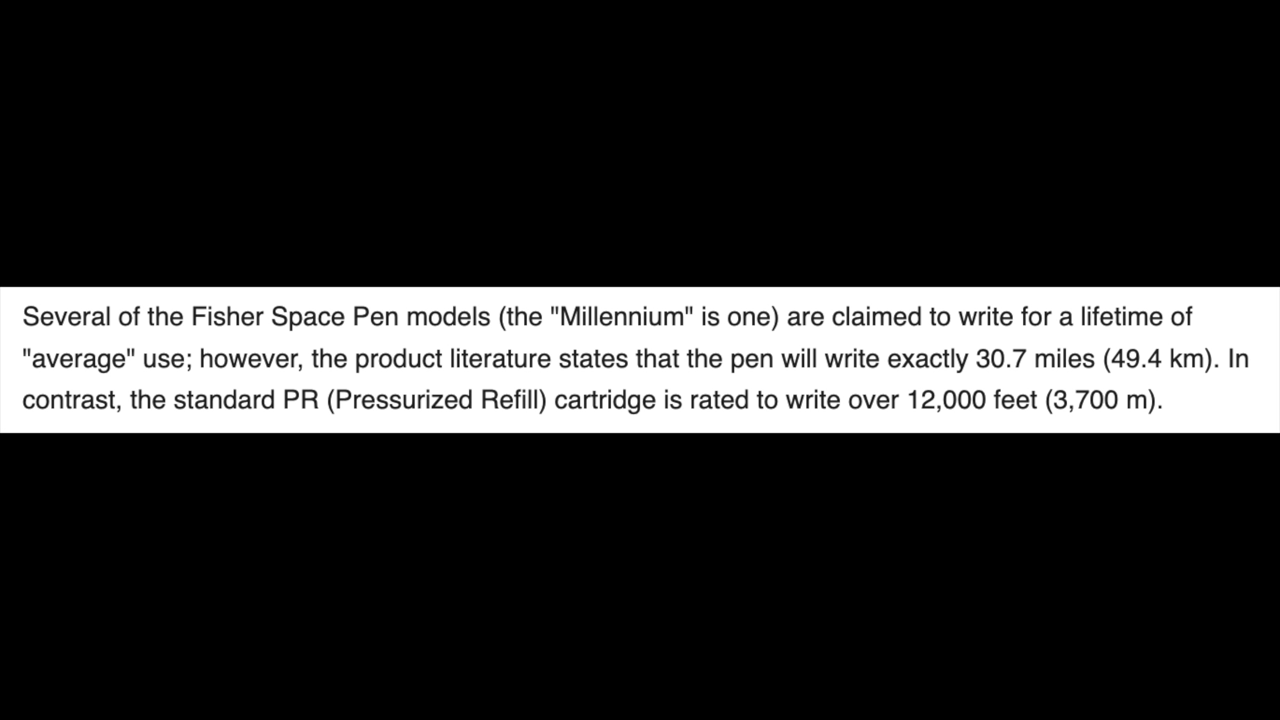 Several of the Fisher Space Pen models (the "Millennium" is one) are claimed to write for a lifetime of
"average" use; however, the product literature states that the pen will write exactly 30.7 miles (49.4 km). In
contrast, the standard PR (Pressurized Refill) cartridge is rated to write over 12,000 feet (3,700 m).